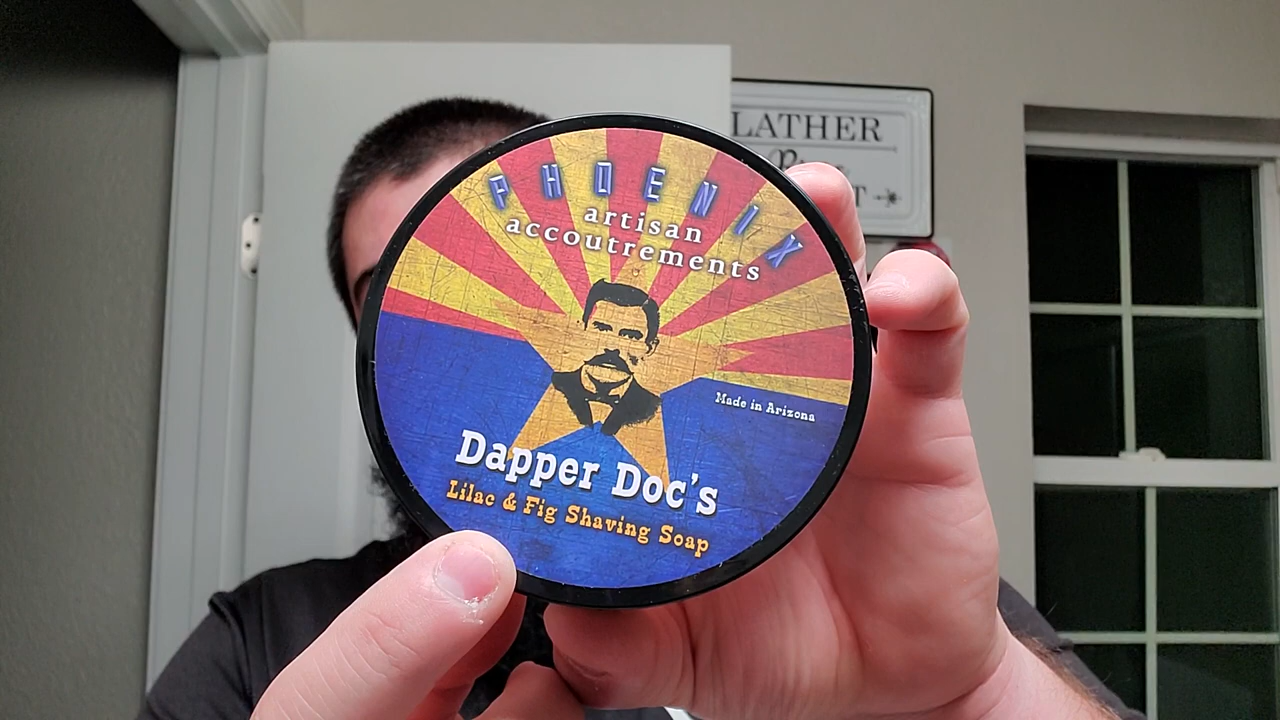 PHOENIX
artisan
accoutrements
Made in Arizona
Dapper Doc's
Lilac & Fig Shaving Soap
LATHER